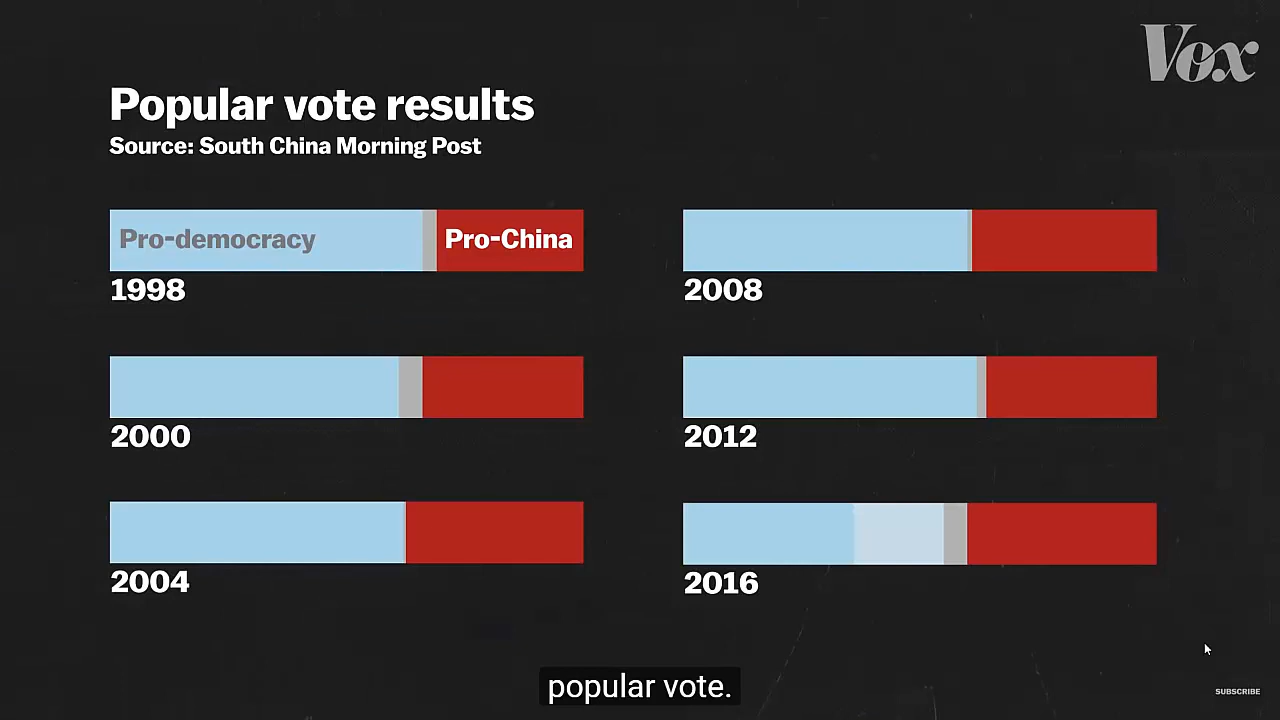 Vox
Popular vote results
Source: South China Morning Post
Pro-democracy
Pro-China
1998
2008
2000
2012
2004
2016
popular vote.
SUBSCRIBE